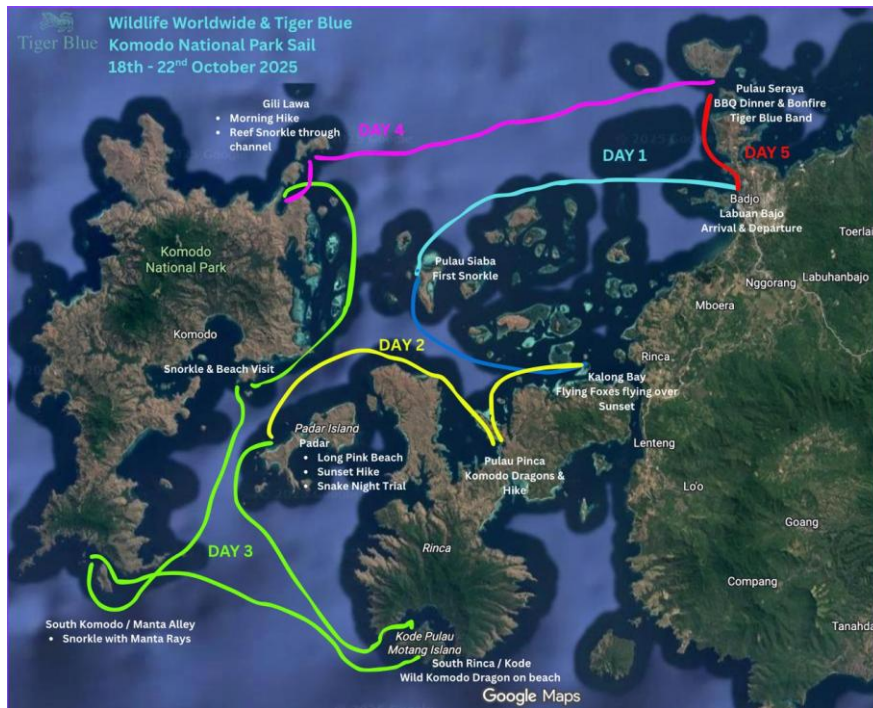 Tiger Blue
Wildlife Worldwide & Tiger Blue
Komodo National Park Sail
18th - 22nd October 2025
Gili Lawa
• Morning Hike
• Reef Snorkle through
channel
DAY 4
Pulau Seraya
BBQ Dinner & Bonfire
Tiger Blue Band
DAY 1
DAY 5
Badjo
Labuan Bajo
Arrival & Departure
Toerlai
Komodo
National Park
Pulau Siaba
First Snorkle
Nggorang
Labuhanbajo
Mboera
Komodo
DAY 2
Rinca
Snorkle & Beach Visit
Kalong Bay
Flying Foxes flying over
Sunset
Padar Island
Padar
• Long Pink Beach
• Sunset Hike
• Snake Night Trial
Lenteng
Pulau Pinca
Komodo Dragons &
Hike
Lo'o
Goang
DAY 3
Rinca
Compang
South Komodo / Manta Alley
• Snorkle with Manta Rays
Kode Pulau
Motang Island
Tanahda
South Rinca / Kode
Wild Komodo Dragon on beach
Google Maps